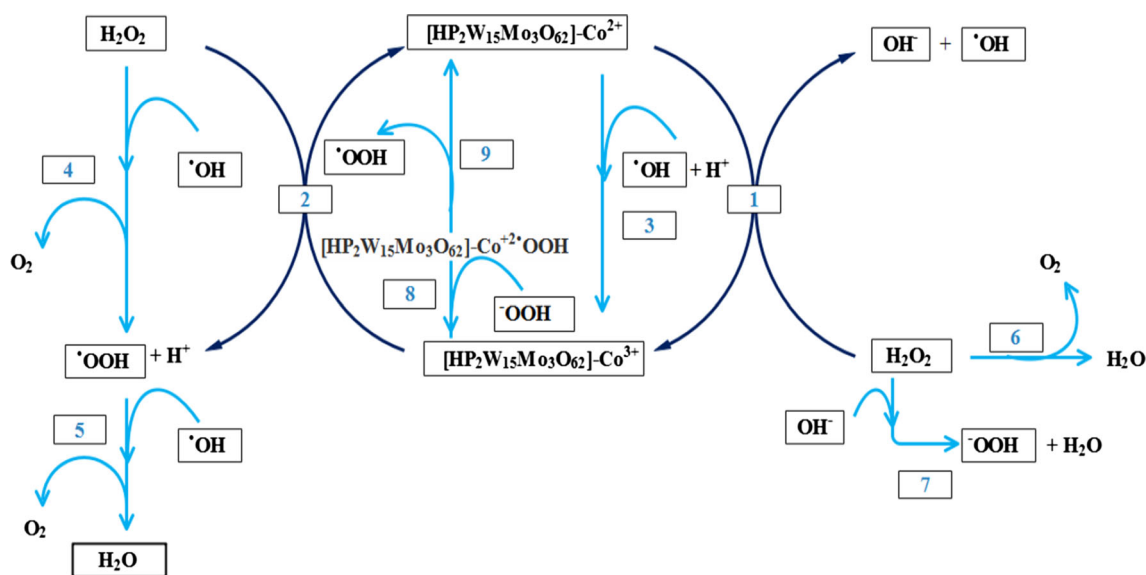 H₂O₂
[HP₂W₁₅Mo₃O₆₂]-Co²⁺
OH⁻ + •OH
4
•OH
2
•OOH
9
•OH + H⁺
3
1
O₂
[HP₂W₁₅Mo₃O₆₂]-Co⁺²•OOH
8
⁻OOH
O₂
6
•OOH + H⁺
[HP₂W₁₅Mo₃O₆₂]-Co³⁺
H₂O₂
H₂O
5
•OH
OH⁻
⁻OOH + H₂O
7
O₂
H₂O